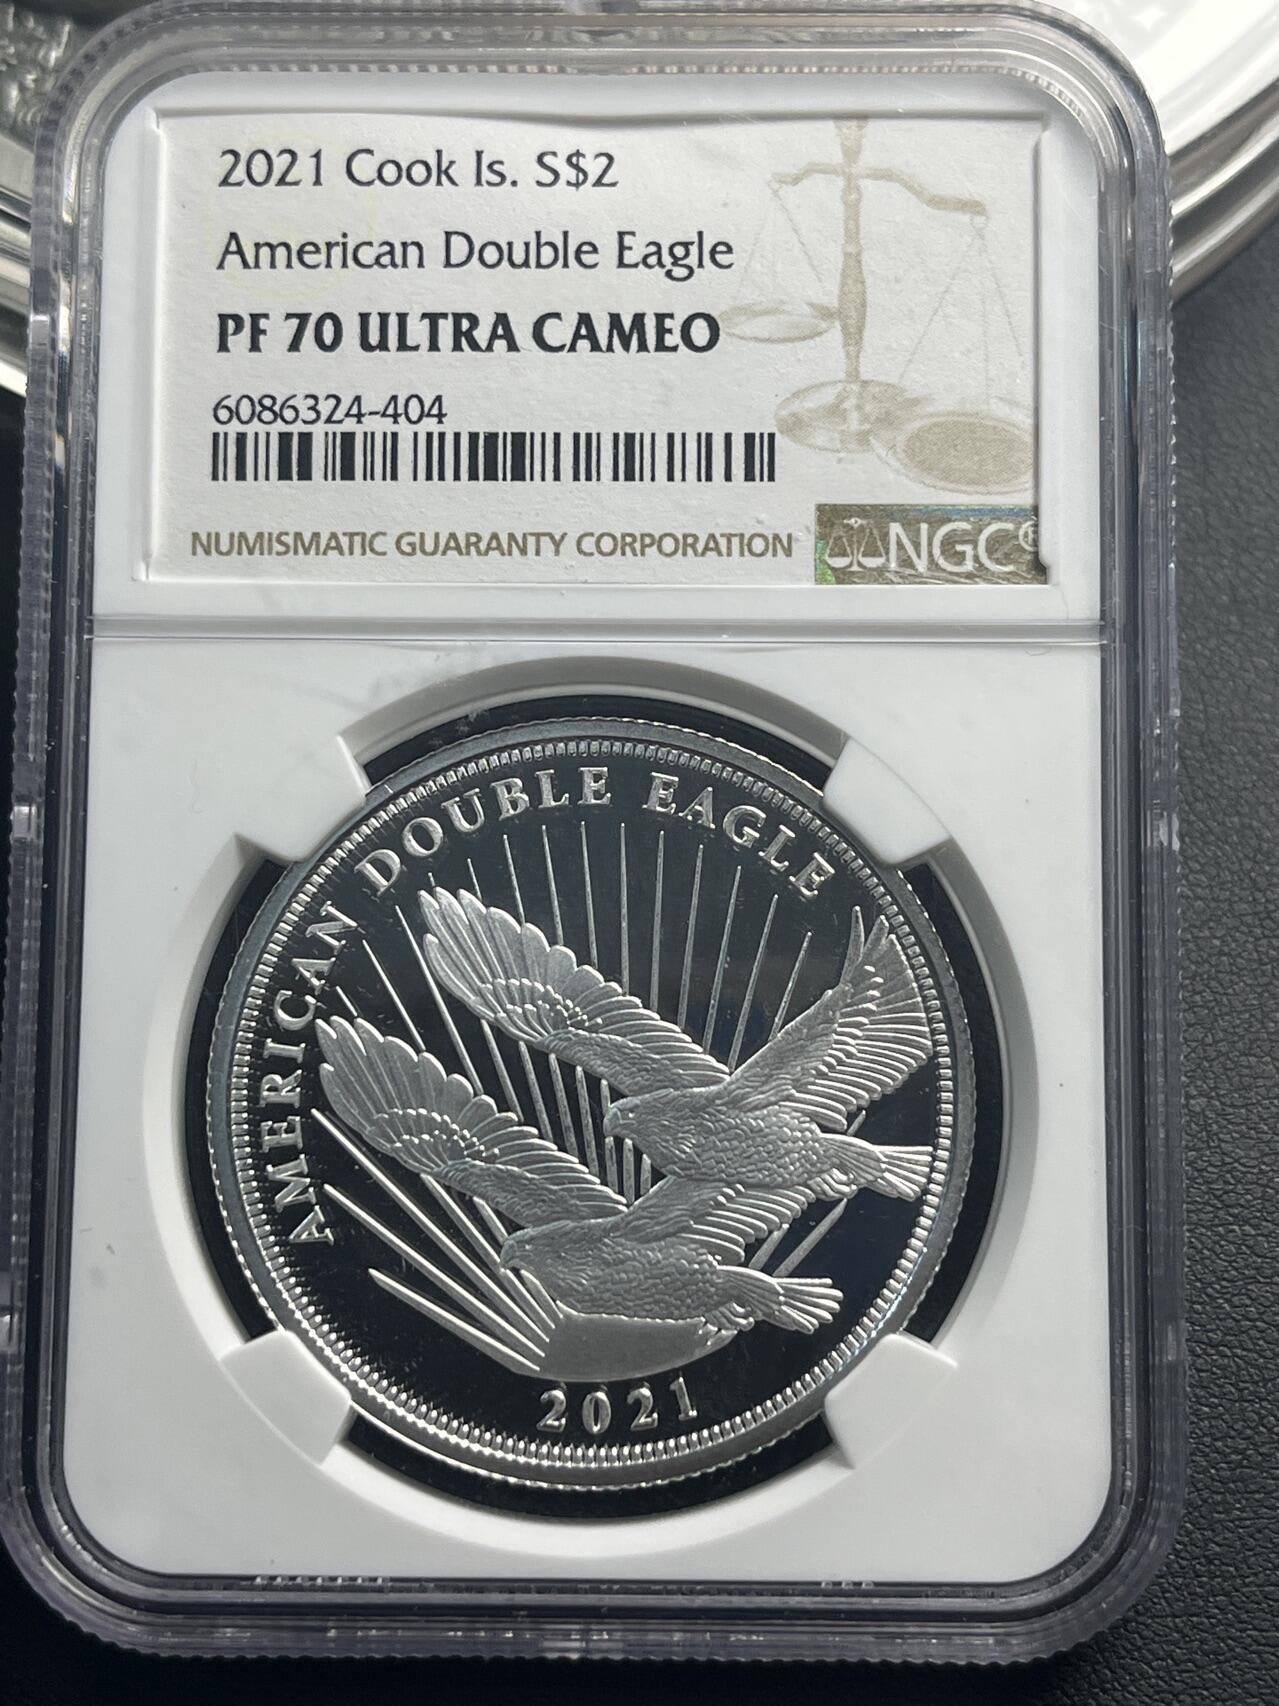 2021 Cook Is. S$2
American Double Eagle
PF 70 ULTRA CAMEO
6086324-404
NUMISMATIC GUARANTY CORPORATION
NGC®
AMERICAN DOUBLE EAGLE
2021